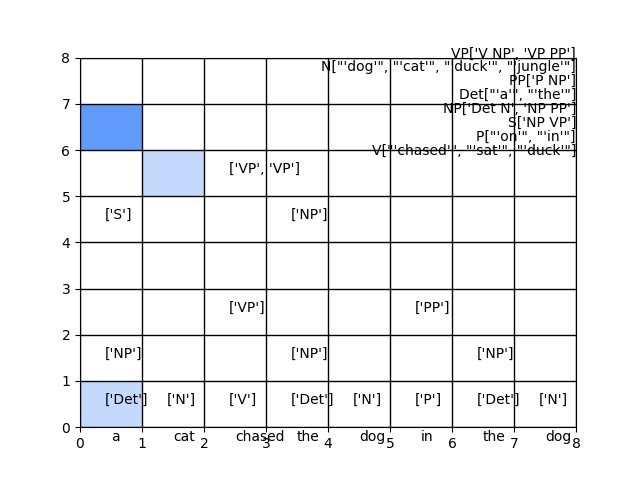 8
VP['V NP', 'VP PP']
N["'dog'", "'cat'", "'duck'", "'jungle'"]
PP['P NP']
Det["'a'", "'the'"]
7
NP['Det N', 'NP PP']
S['NP VP']
P["'on'", "'in'"]
6
V["'chased'", "'sat'", "'duck'"]
['VP', 'VP']
5
['S'] ['NP']
4
3
['VP'] ['PP']
2
['NP'] ['NP'] ['NP']
1
['Det'] ['N'] ['V'] ['Det'] ['N'] ['P'] ['Det'] ['N']
0
a cat chased the dog in the dog
0 1 2 3 4 5 6 7 8